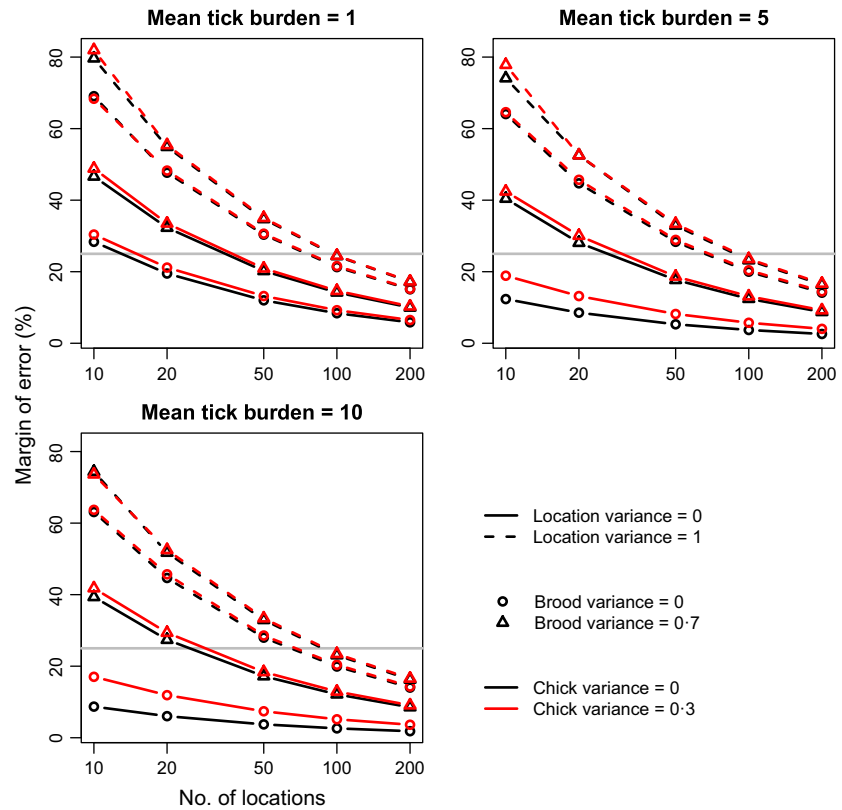 Mean tick burden = 1
Mean tick burden = 5
80
60
40
20
0
10 20 50 100 200
80
60
40
20
0
10 20 50 100 200
Mean tick burden = 10
80
60
40
20
0
10 20 50 100 200
Margin of error (%)
No. of locations
Location variance = 0
Location variance = 1
Brood variance = 0
Brood variance = 0·7
Chick variance = 0
Chick variance = 0·3